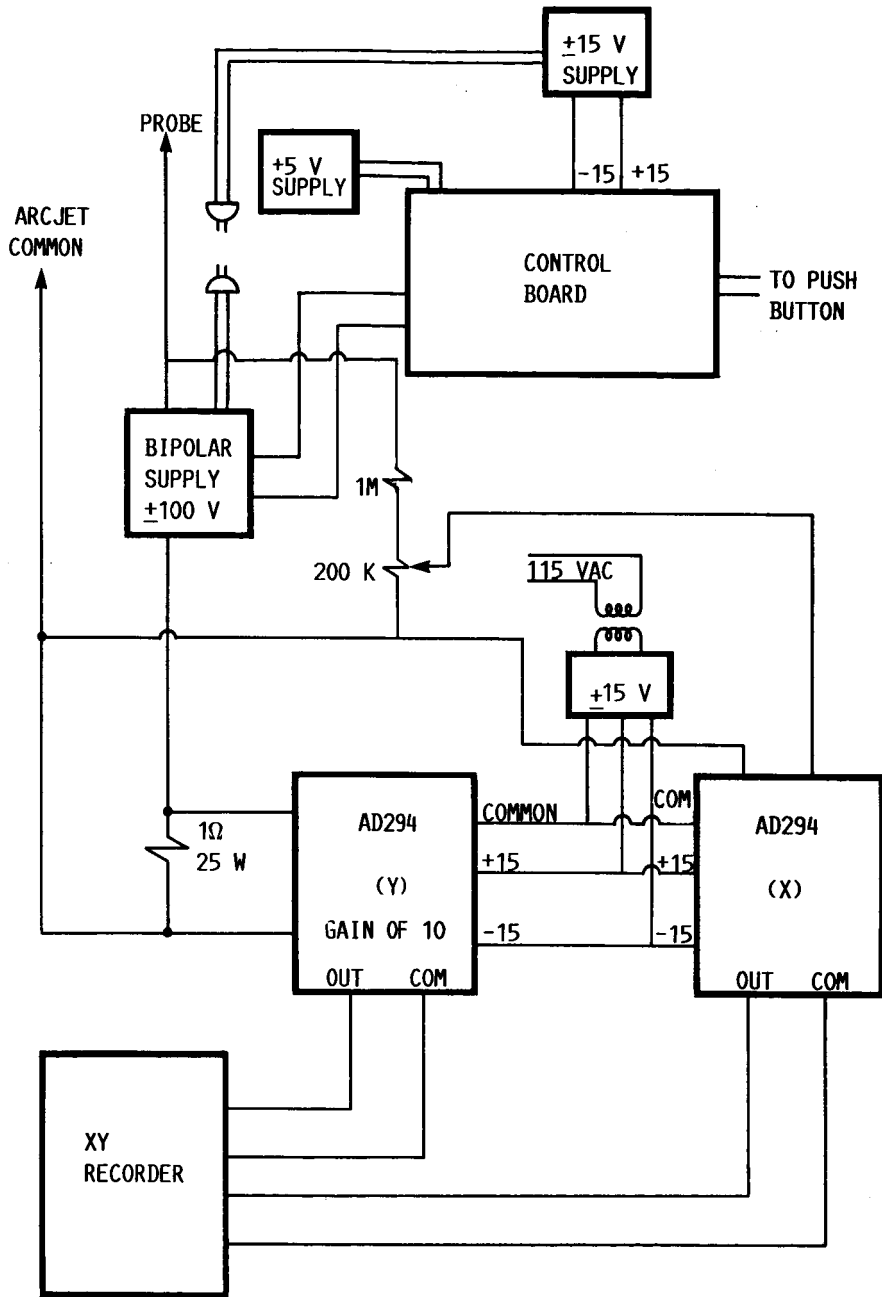 ±15 V
SUPPLY
PROBE
+5 V
SUPPLY
-15
+15
ARCJET
COMMON
CONTROL
BOARD
TO PUSH
BUTTON
BIPOLAR
SUPPLY
±100 V
1M
200 K
115 VAC
±15 V
1Ω
25 W
AD294
(Y)
GAIN OF 10
OUT
COM
COMMON
+15
-15
COM
+15
-15
AD294
(X)
OUT
COM
XY
RECORDER